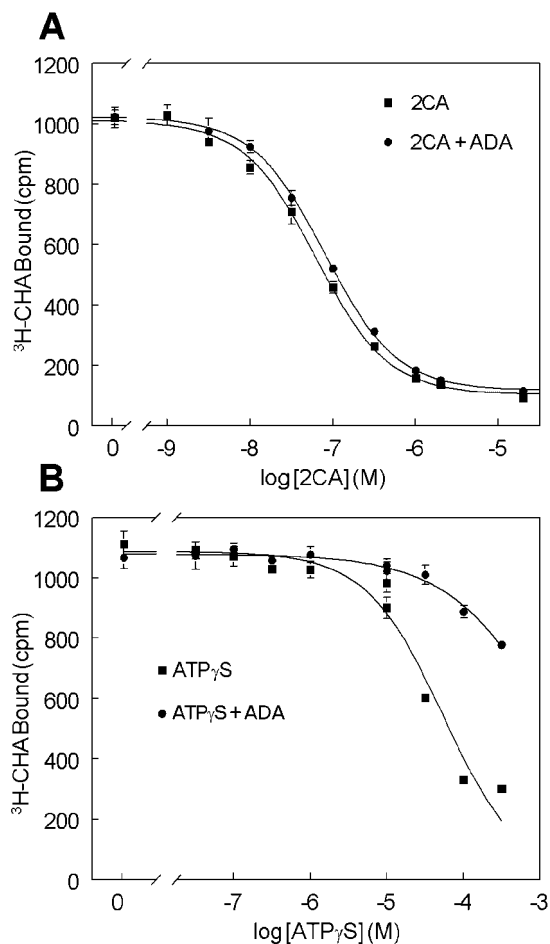 A
1200
1000
800
600
400
200
0
³H-CHA Bound (cpm)
2CA
2CA + ADA
0 -9 -8 -7 -6 -5
log [2CA] (M)
B
1200
1000
800
600
400
200
0
³H-CHA Bound (cpm)
ATPγS
ATPγS + ADA
0 -7 -6 -5 -4 -3
log [ATPγS] (M)